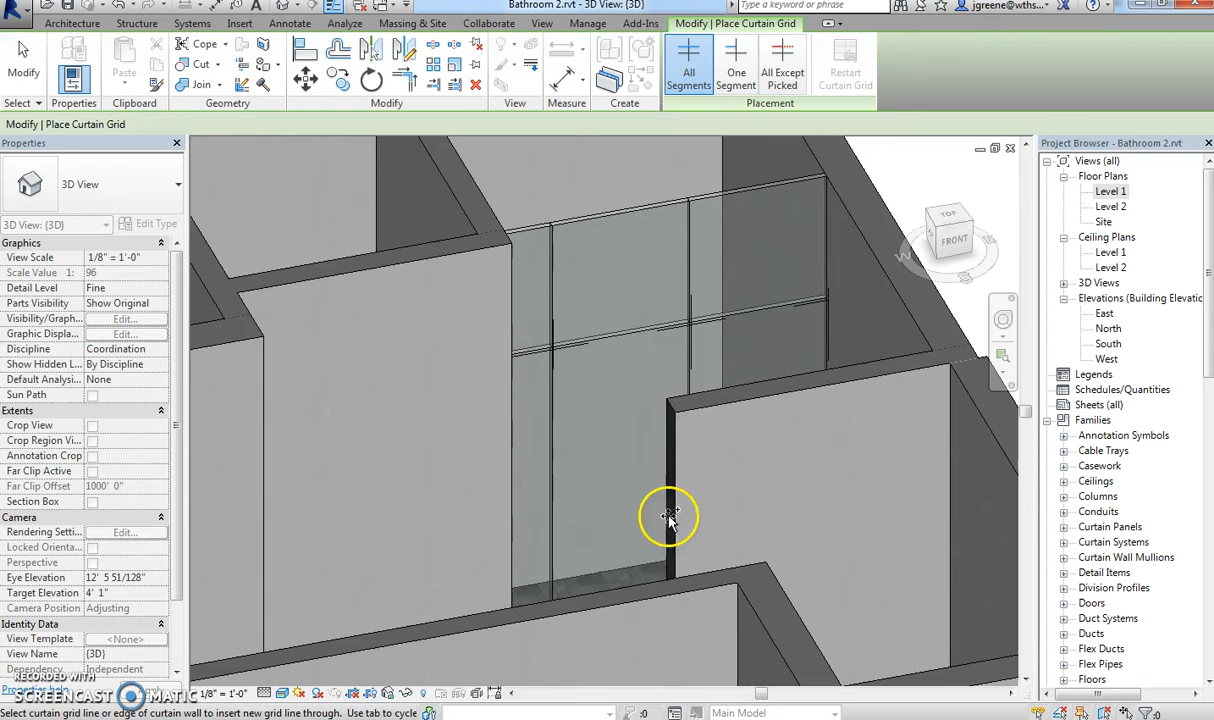 Bathroom 2.rvt - 3D View: {3D}
Type a keyword or phrase
jgreene@wths...
Architecture Structure Systems Insert Annotate Analyze Massing & Site Collaborate View Manage Add-Ins Modify | Place Curtain Grid
Modify
Properties
Paste
Cope
Cut
Join
All Segments
One Segment
All Except Picked
Restart Curtain Grid
Select Properties Clipboard Geometry Modify View Measure Create Placement
Modify | Place Curtain Grid
Properties
3D View
3D View: {3D} Edit Type
Graphics
View Scale 1/8" = 1'-0"
Scale Value 1: 96
Detail Level Fine
Parts Visibility Show Original
Visibility/Graph... Edit...
Graphic Displa... Edit...
Discipline Coordination
Show Hidden L... By Discipline
Default Analysi... None
Sun Path
Extents
Crop View
Crop Region Vi...
Annotation Crop
Far Clip Active
Far Clip Offset 1000' 0"
Section Box
Camera
Rendering Setti... Edit...
Locked Orienta...
Perspective
Eye Elevation 12' 5 51/128"
Target Elevation 4' 1"
Camera Position Adjusting
Identity Data
View Template <None>
View Name {3D}
Dependency Independent
Properties help
RECORDED WITH
SCREENCAST MATIC
TOP
FRONT
W
Project Browser - Bathroom 2.rvt
Views (all)
Floor Plans
Level 1
Level 2
Site
Ceiling Plans
Level 1
Level 2
3D Views
Elevations (Building Elevatic
East
North
South
West
Legends
Schedules/Quantities
Sheets (all)
Families
Annotation Symbols
Cable Trays
Casework
Ceilings
Columns
Conduits
Curtain Panels
Curtain Systems
Curtain Wall Mullions
Detail Items
Division Profiles
Doors
Duct Systems
Ducts
Flex Ducts
Flex Pipes
Floors
1/8" = 1'-0"
Select curtain grid line or edge of curtain wall to insert new grid line through. Use tab to cycle
:0
Main Model
:0